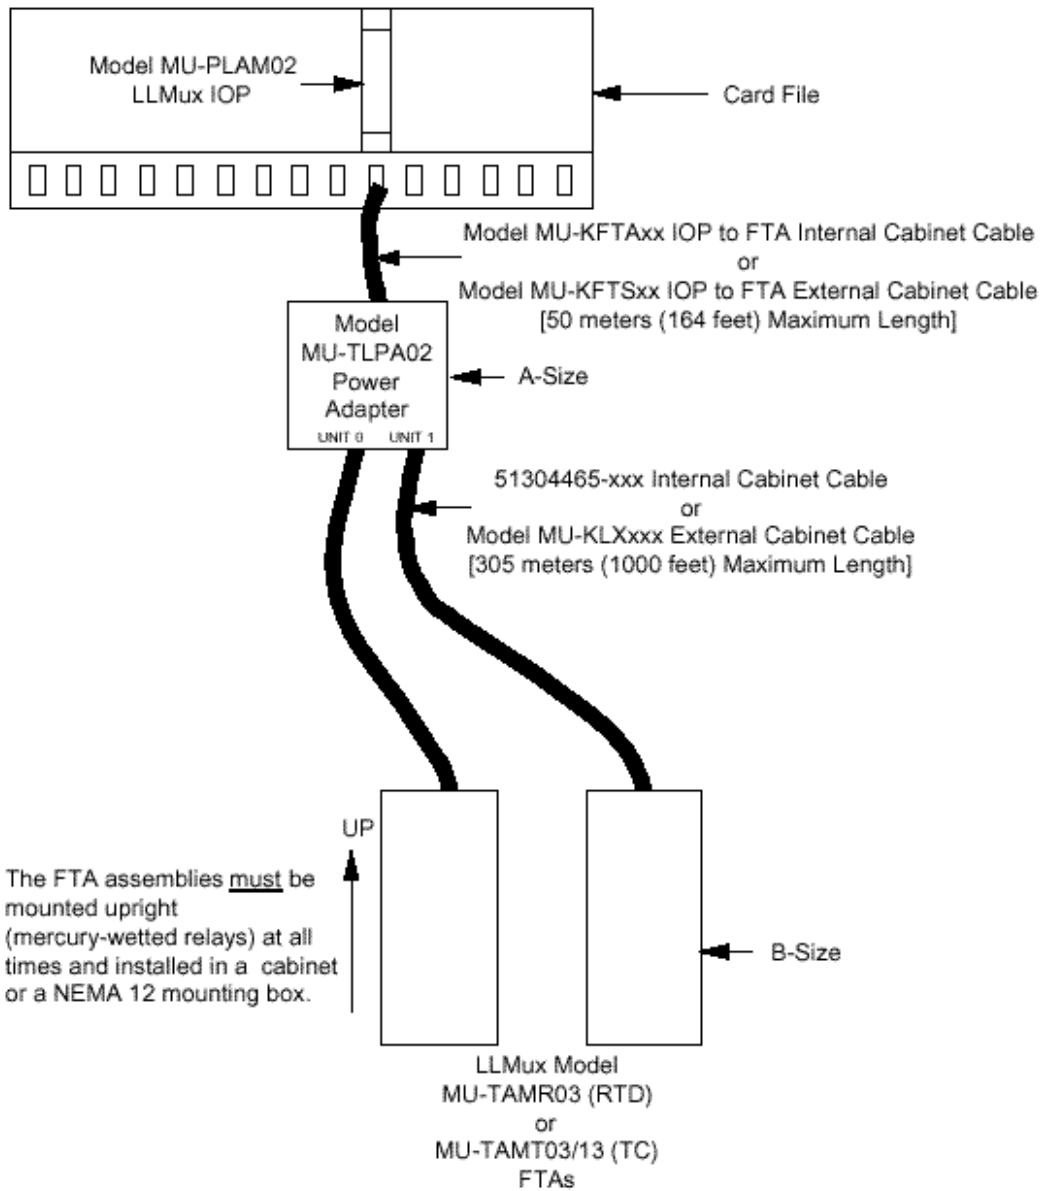 Model MU-PLAM02
LLMux IOP
Card File
Model MU-KFTAxx IOP to FTA Internal Cabinet Cable
or
Model MU-KFTSxx IOP to FTA External Cabinet Cable
[50 meters (164 feet) Maximum Length]
Model
MU-TLPA02
Power
Adapter
UNIT 0 UNIT 1
A-Size
51304465-xxx Internal Cabinet Cable
or
Model MU-KLXxxx External Cabinet Cable
[305 meters (1000 feet) Maximum Length]
UP
The FTA assemblies must be
mounted upright
(mercury-wetted relays) at all
times and installed in a cabinet
or a NEMA 12 mounting box.
B-Size
LLMux Model
MU-TAMR03 (RTD)
or
MU-TAMT03/13 (TC)
FTAs